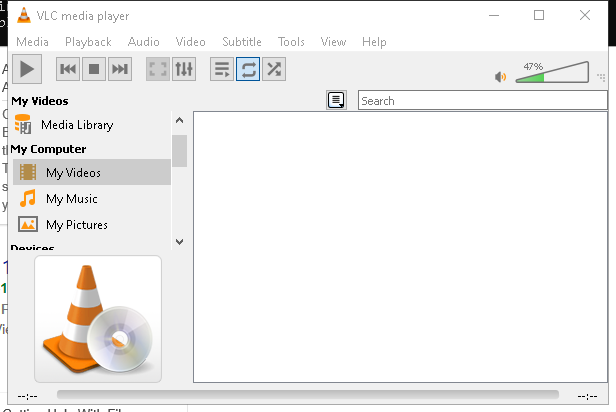 VLC media player
Media Playback Audio Video Subtitle Tools View Help
47%
My Videos
Search
Media Library
My Computer
My Videos
My Music
My Pictures
Devices
--:--
--:--